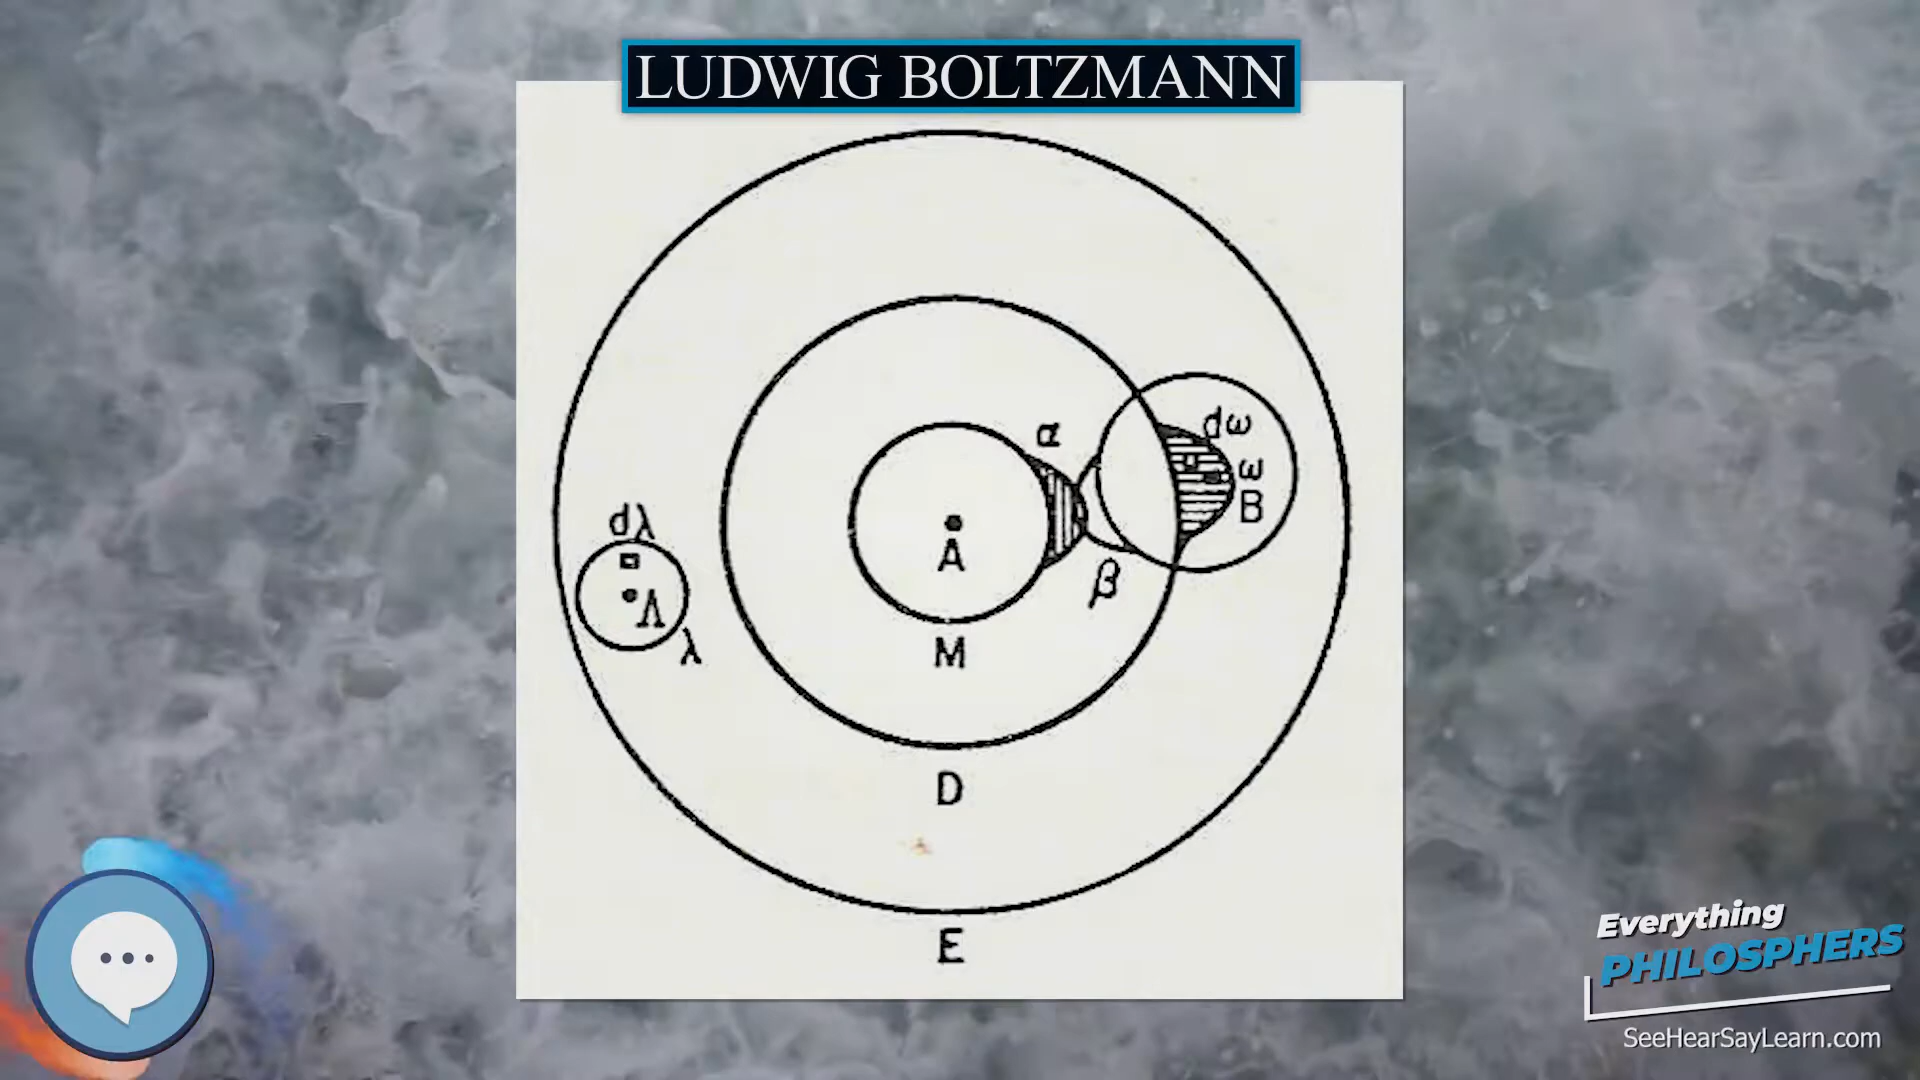 LUDWIG BOLTZMANN
α
dω
ω
B
dλ
A
β
Λ
λ
M
D
E
Everything
PHILOSPHERS
SeeHearSayLearn.com